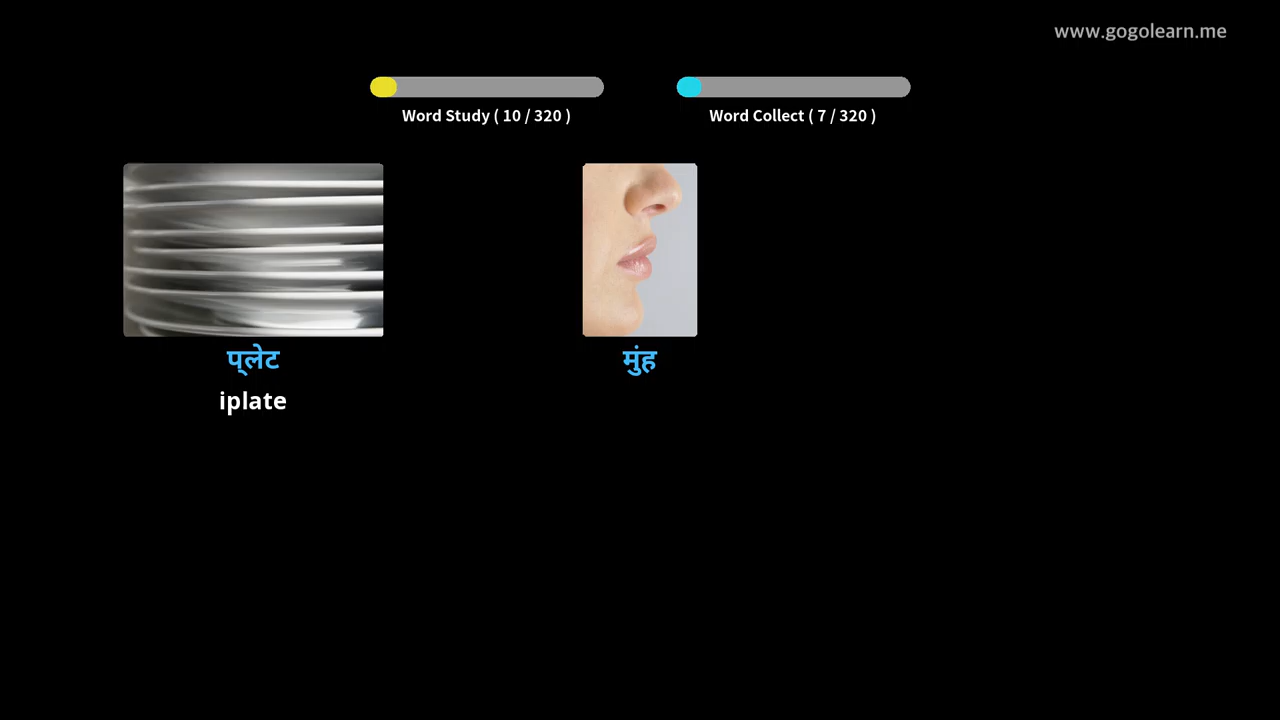 www.gogolearn.me
Word Study ( 10 / 320 )
Word Collect ( 7 / 320 )
प्लेट
iplate
मुंह